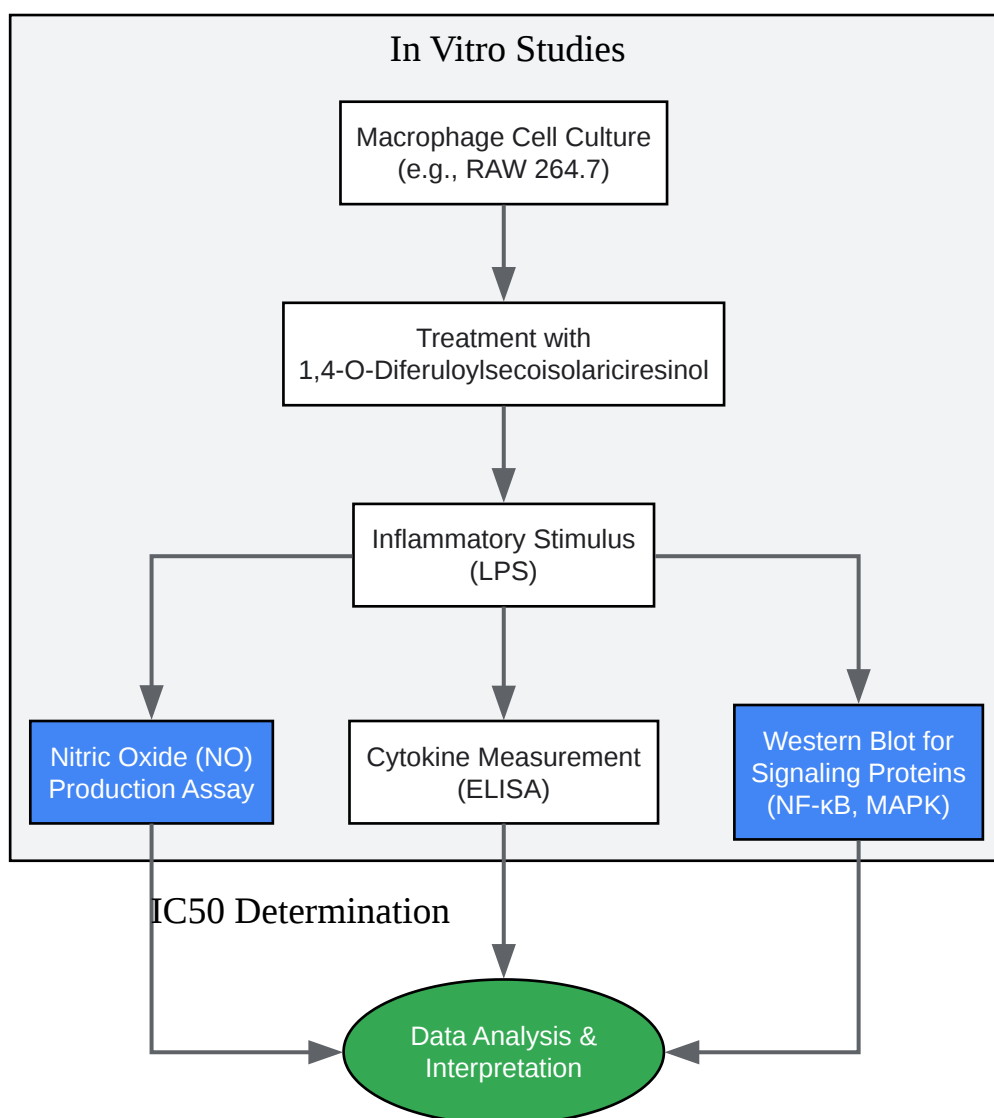 In Vitro Studies
Macrophage Cell Culture
(e.g., RAW 264.7)
Treatment with
1,4-O-Diferuloylsecoisolariciresinol
Inflammatory Stimulus
(LPS)
Nitric Oxide (NO)
Production Assay
Cytokine Measurement
(ELISA)
Western Blot for
Signaling Proteins
(NF-κB, MAPK)
IC50 Determination
Data Analysis &
Interpretation